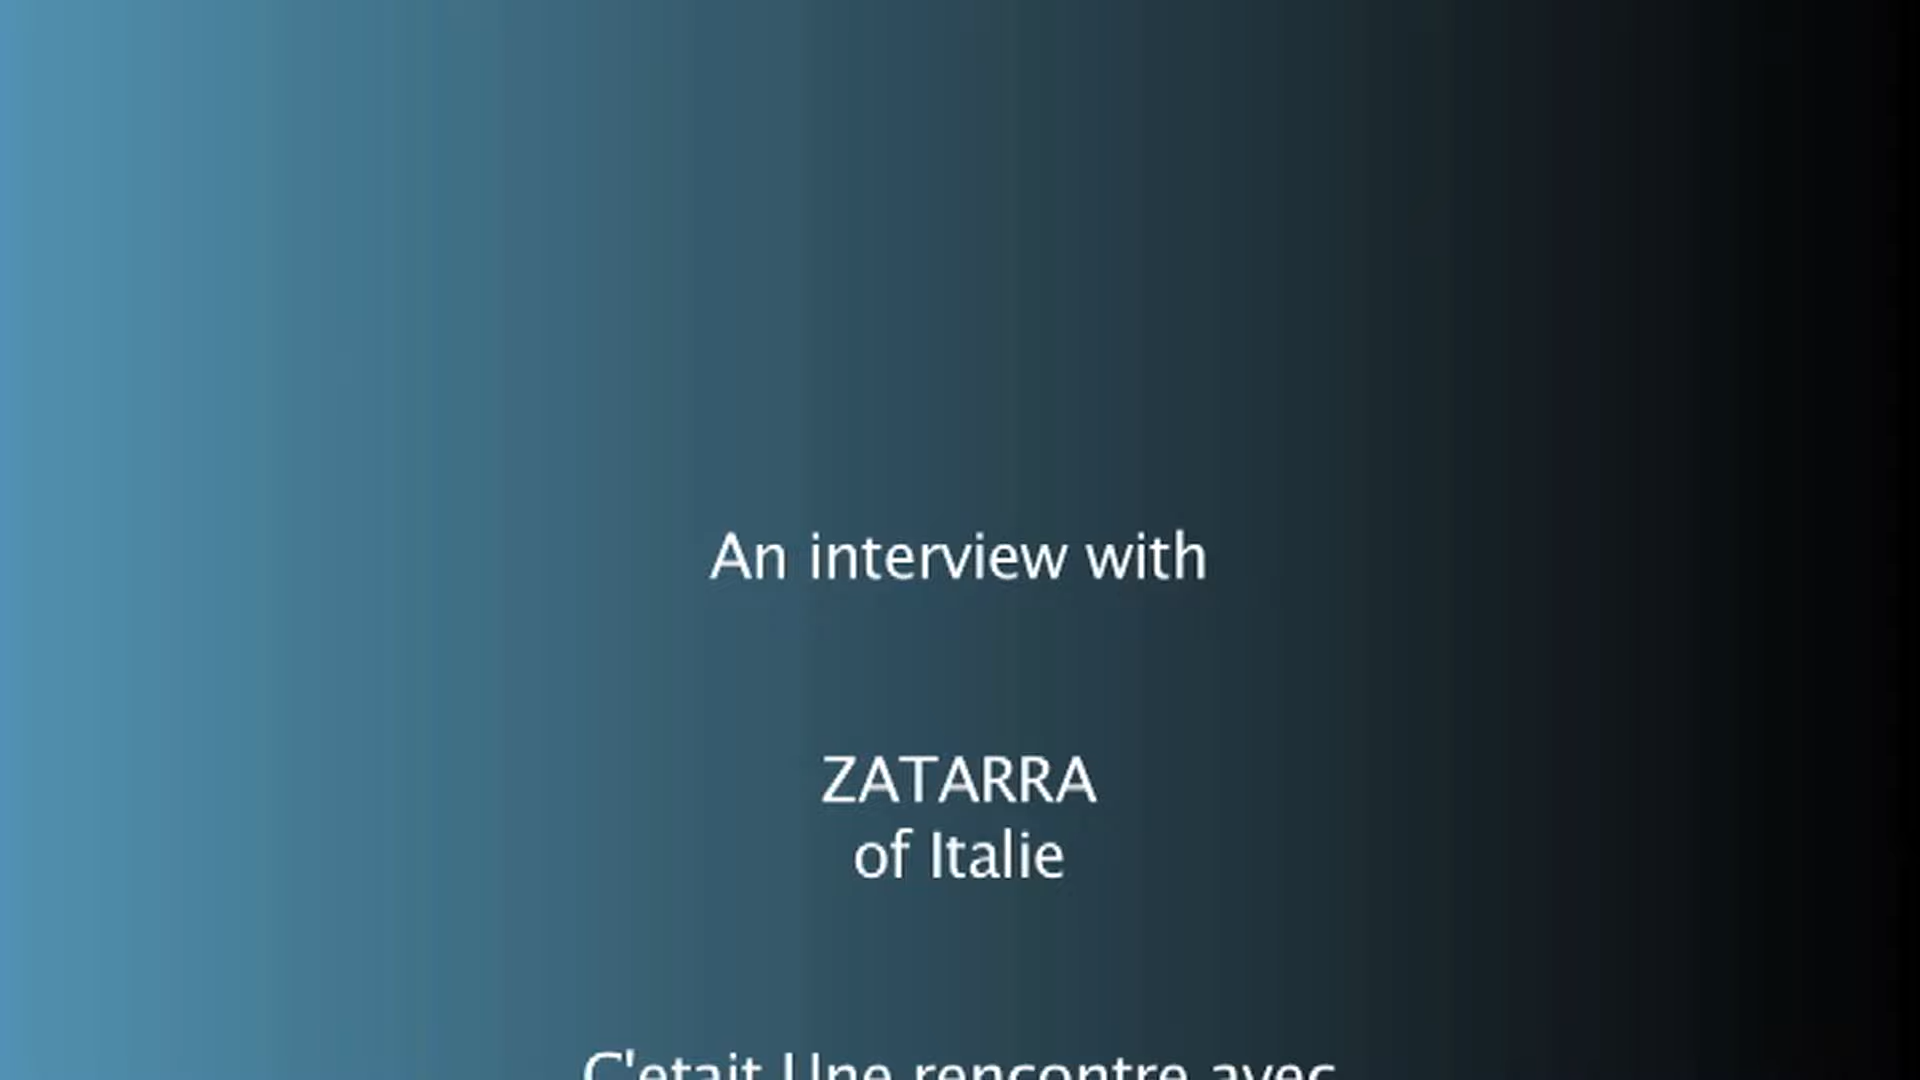 An interview with
ZATARRA
of Italie
C'etait Une rencontre avec